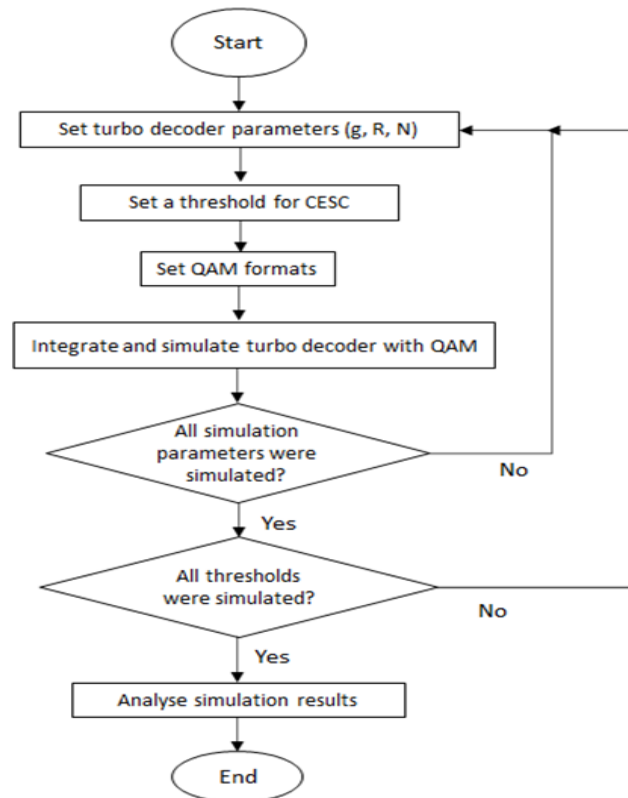 Start
Set turbo decoder parameters (g, R, N)
Set a threshold for CESC
Set QAM formats
Integrate and simulate turbo decoder with QAM
All simulation
parameters were
simulated?
No
Yes
All thresholds
were simulated?
No
Yes
Analyse simulation results
End